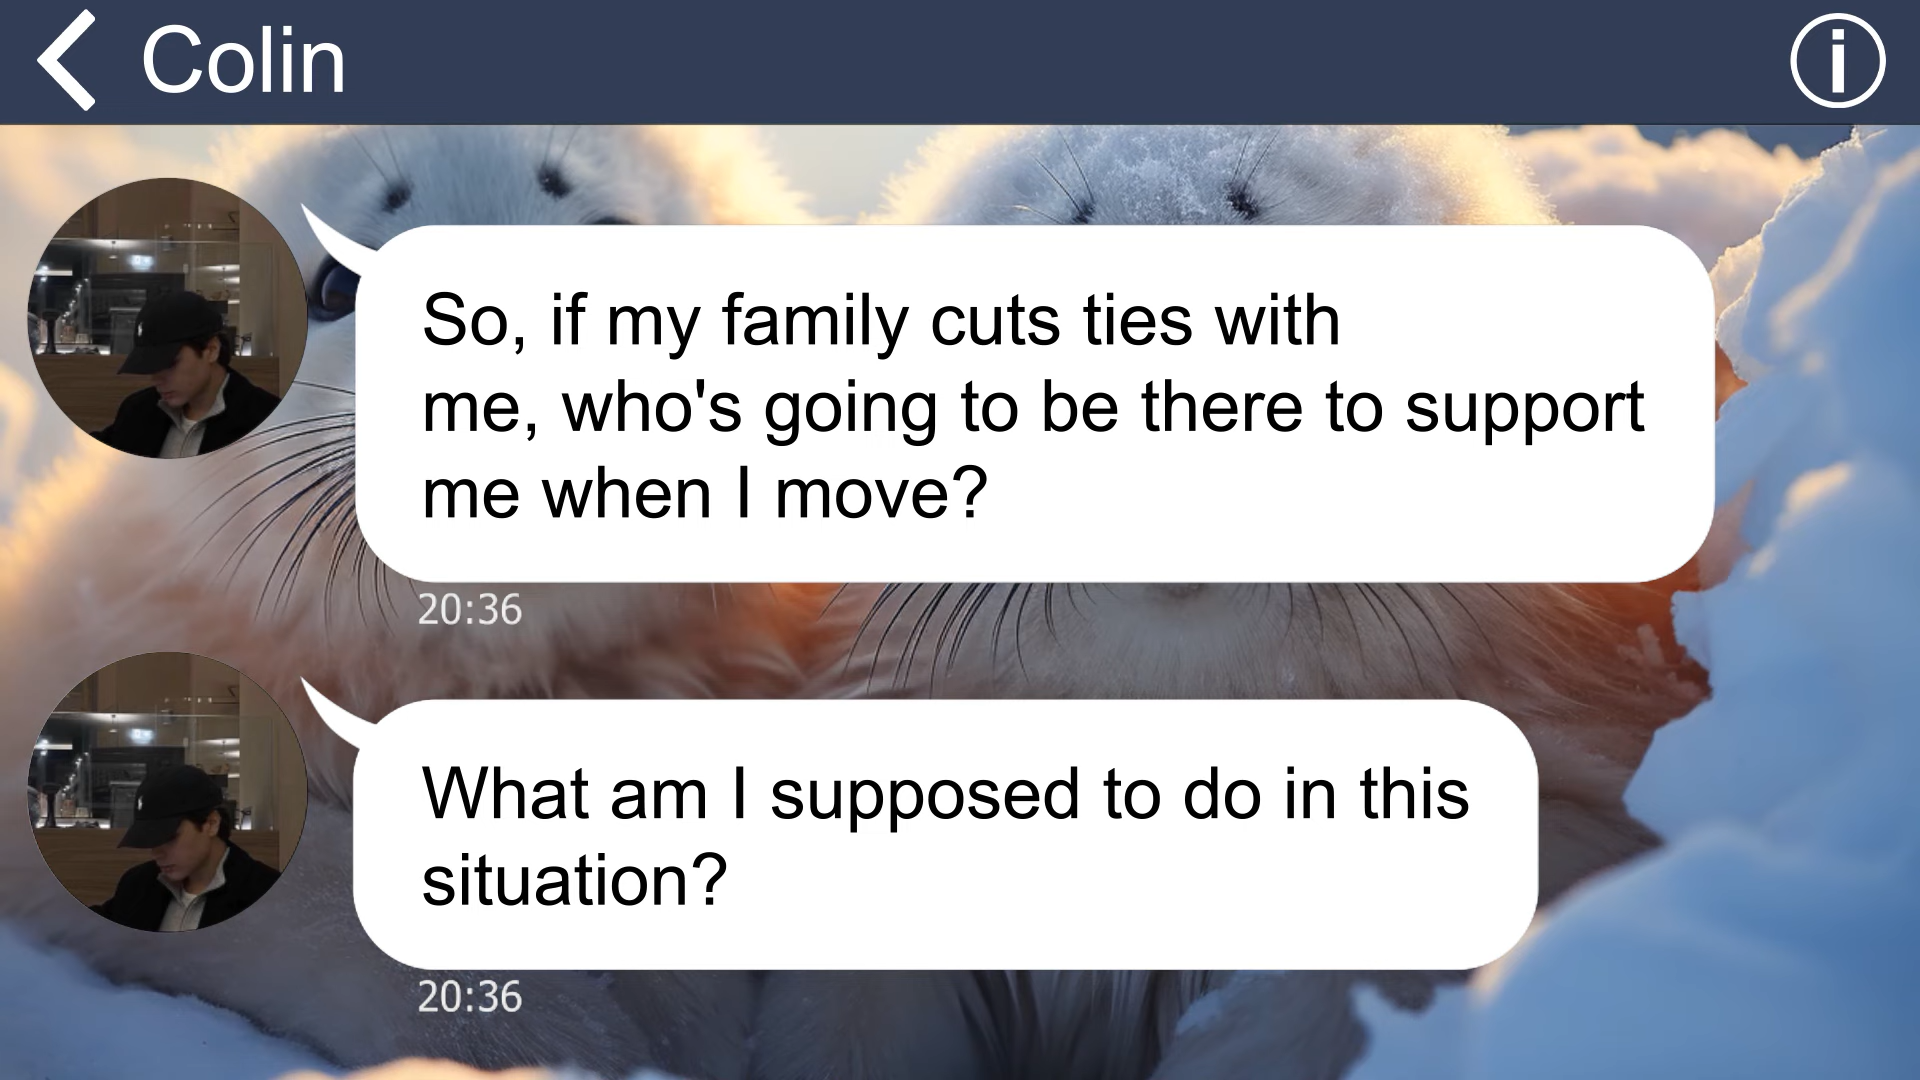 Colin
So, if my family cuts ties with
me, who's going to be there to support
me when I move?
20:36
What am I supposed to do in this
situation?
20:36